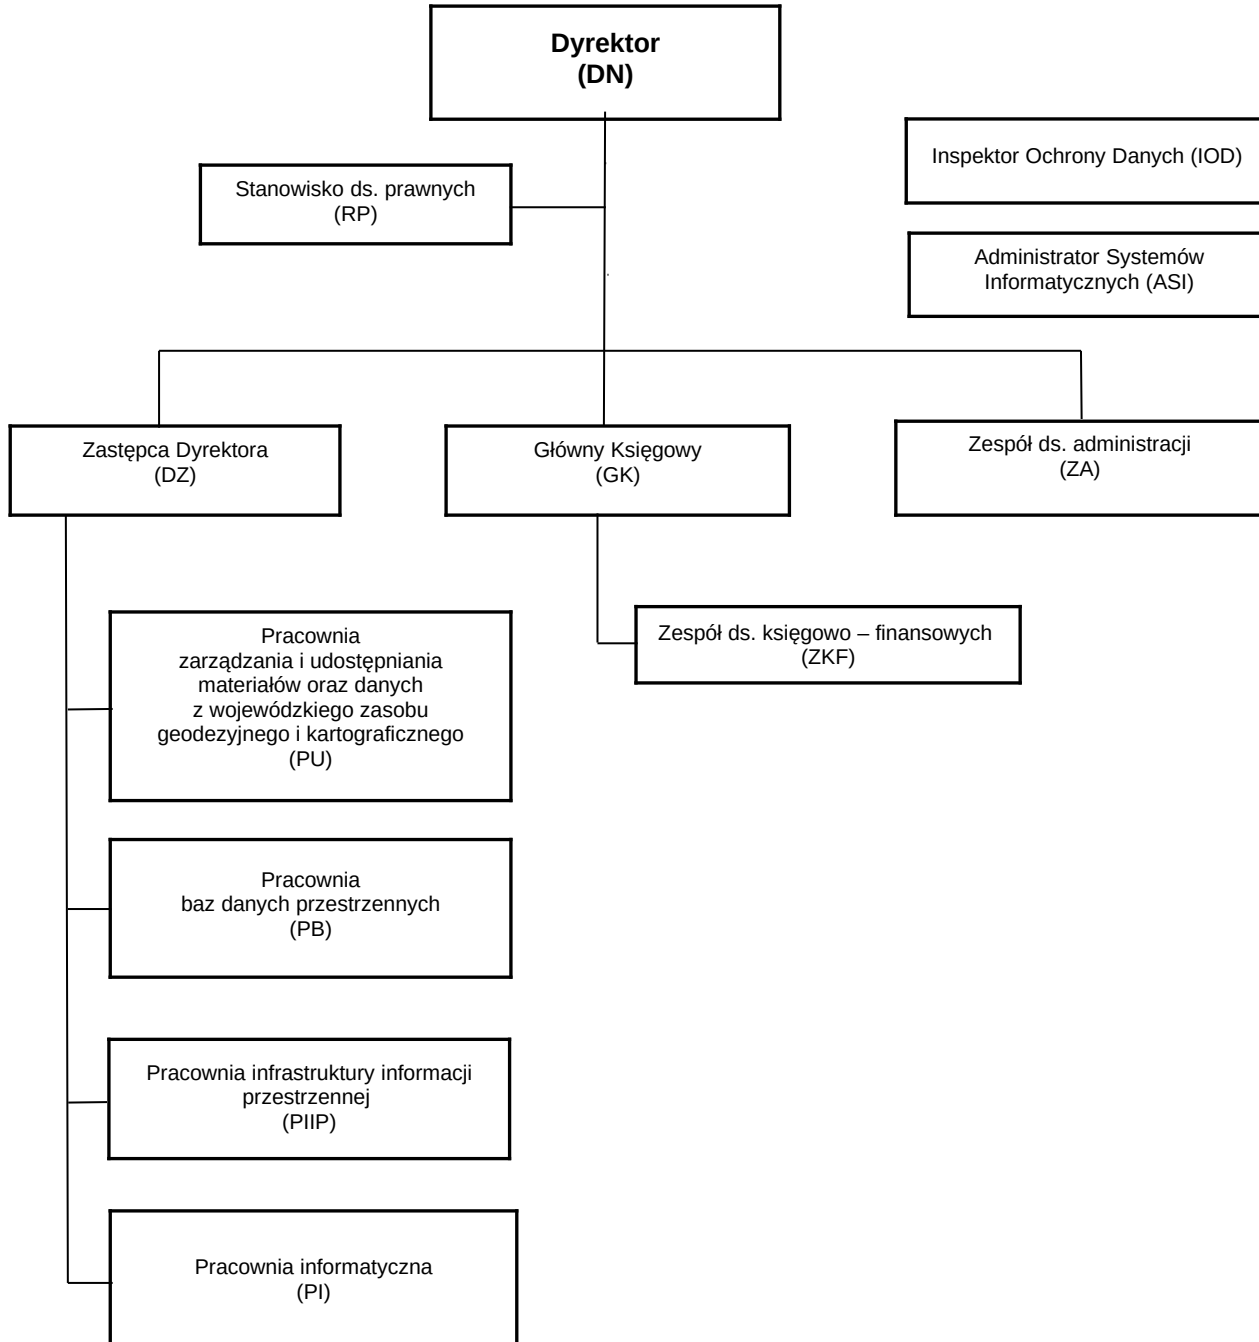 Dyrektor
(DN)
Inspektor Ochrony Danych (IOD)
Stanowisko ds. prawnych
(RP)
Administrator Systemów
Informatycznych (ASI)
Zastępca Dyrektora
(DZ)
Główny Księgowy
(GK)
Zespół ds. administracji
(ZA)
Pracownia
zarządzania i udostępniania
materiałów oraz danych
z wojewódzkiego zasobu
geodezyjnego i kartograficznego
(PU)
Zespół ds. księgowo – finansowych
(ZKF)
Pracownia
baz danych przestrzennych
(PB)
Pracownia infrastruktury informacji
przestrzennej
(PIIP)
Pracownia informatyczna
(PI)